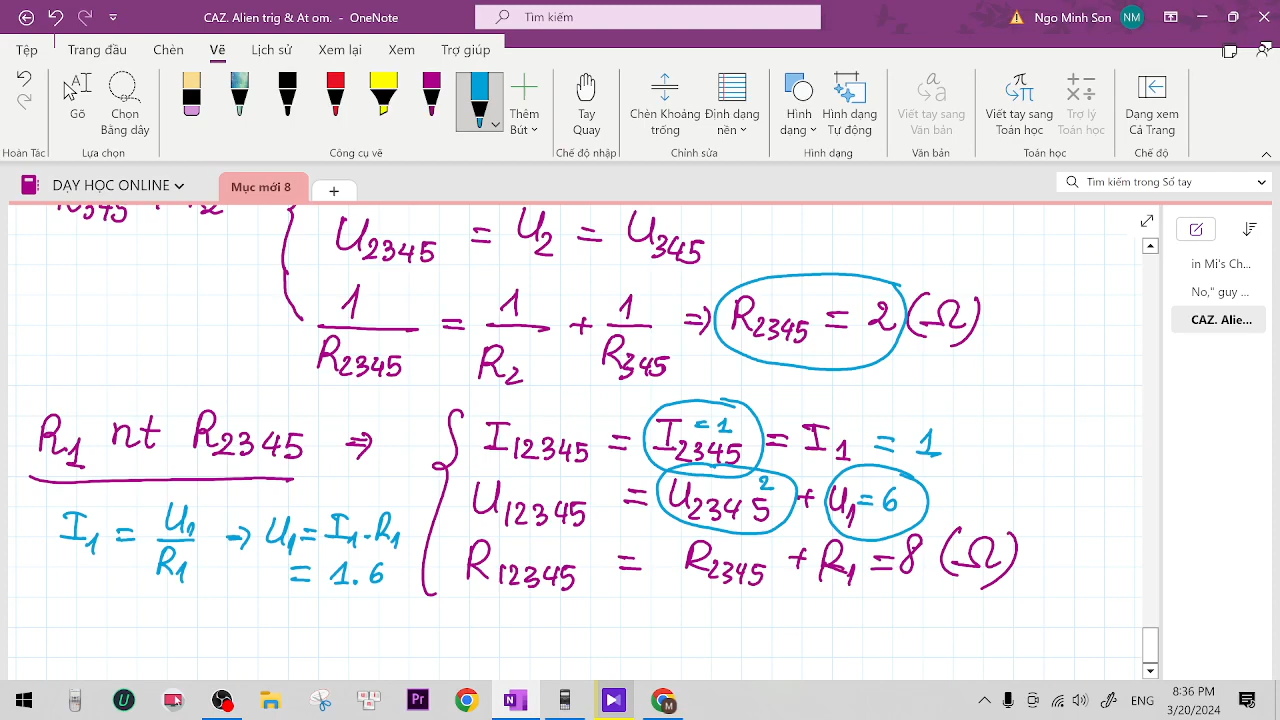 CAZ. Alien trg & At om. - OneNote
Tìm kiếm
Ngo Minh Son NM
Tệp Trang đầu Chèn Vẽ Lịch sử Xem lại Xem Trợ giúp
Gõ
Chọn Bằng dây
Thêm Bút
Tay Quay
Chèn Khoảng trống
Định dạng nền
Hình dạng
Hình dạng Tự động
Viết tay sang Văn bản
Viết tay sang Toán học
Trợ lý Toán học
Dạng xem Cả Trang
Hoàn Tác Lựa chọn Công cụ vẽ Chế độ nhập Chỉnh sửa Hình dạng Văn bản Toán học Chế độ
DẠY HỌC ONLINE Mục mới 8 +
Tìm kiếm trong Sổ tay
in Mi's Ch...
No," guy ...
CAZ. Alie...
U2345 = U2 = U345
1/R2345 = 1/R2 + 1/R345 => R2345 = 2 (Ω)
R1 nt R2345 => I12345 = I2345 = 1 = I1 = 1
U12345 = U2345 2 + U1 = 6
R12345 = R2345 + R1 = 8 (Ω)
I1 = U1/R1 => U1 = I1 . R1
= 1.6
ENG
8:36 PM
3/20/2024